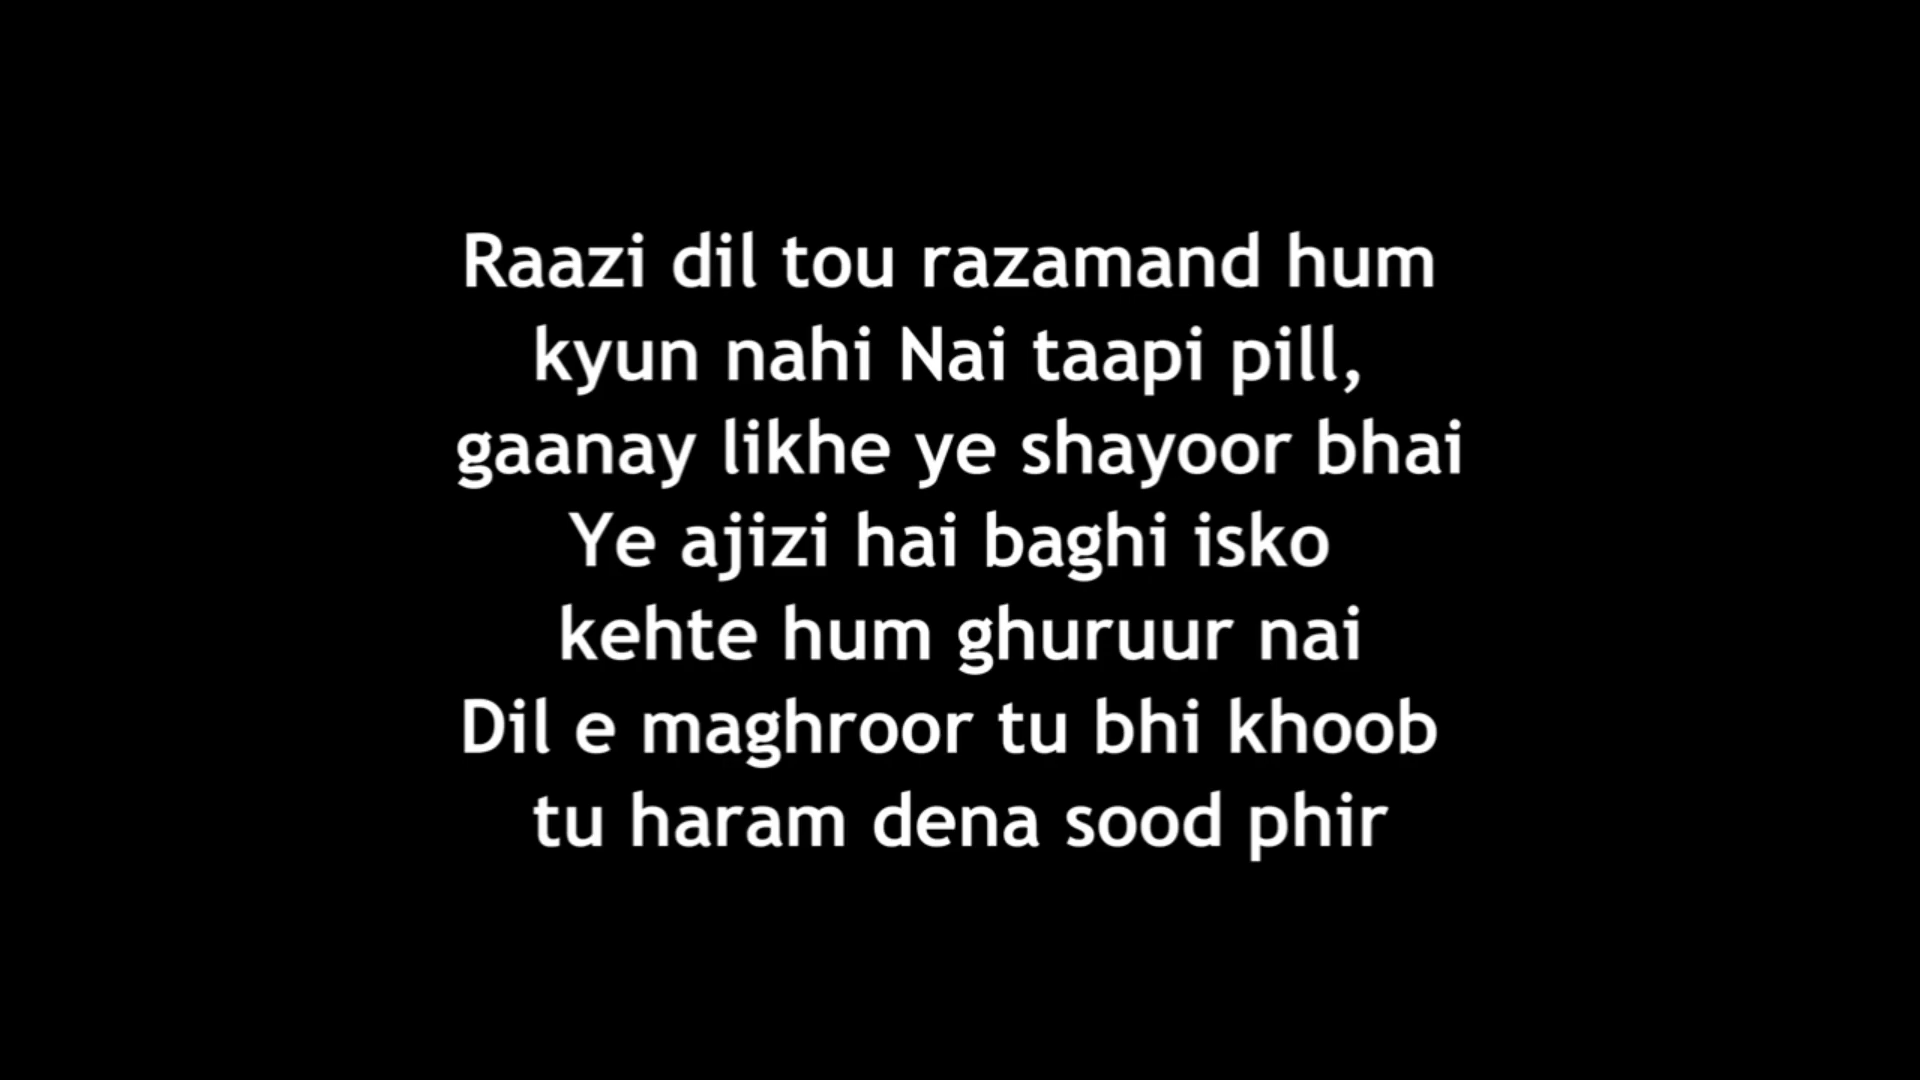 Raazi dil tou razamand hum
kyun nahi Nai taapi pill,
gaanay likhe ye shayoor bhai
Ye ajizi hai baghi isko
kehte hum ghuruur nai
Dil e maghroor tu bhi khoob
tu haram dena sood phir